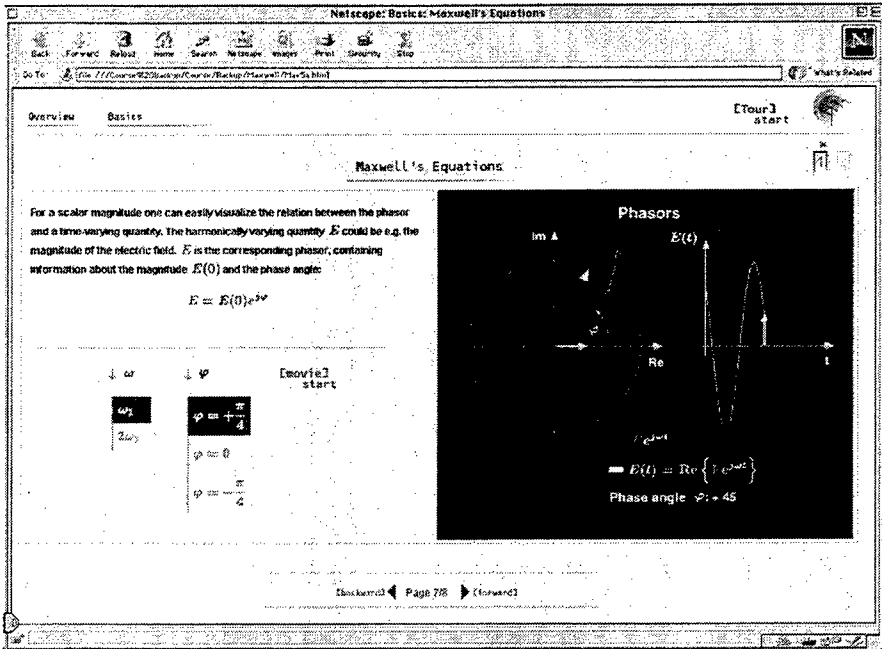 Netscape: Basics: Maxwell's Equations
Back Forward Reload Home Search Netscape Images Print Security Stop
Go To: What's Related
Overview Basics [Tour] start
Maxwell's Equations
For a scalar magnitude one can easily visualize the relation between the phasor
and a time-varying quantity. The harmonically varying quantity E could be e.g. the
magnitude of the electric field. E is the corresponding phasor, containing
information about the magnitude E(0) and the phase angle:
E = E(0)e^{jφ}
↓ ω ↓ φ [movie] start
φ = +π/4
φ = 0
φ = -π/4
Phasors
Im E(t)
φ
Re t
E(t) = Re { e^{jωt} }
Phase angle φ: + 45
[backward] Page 7/8 [forward]